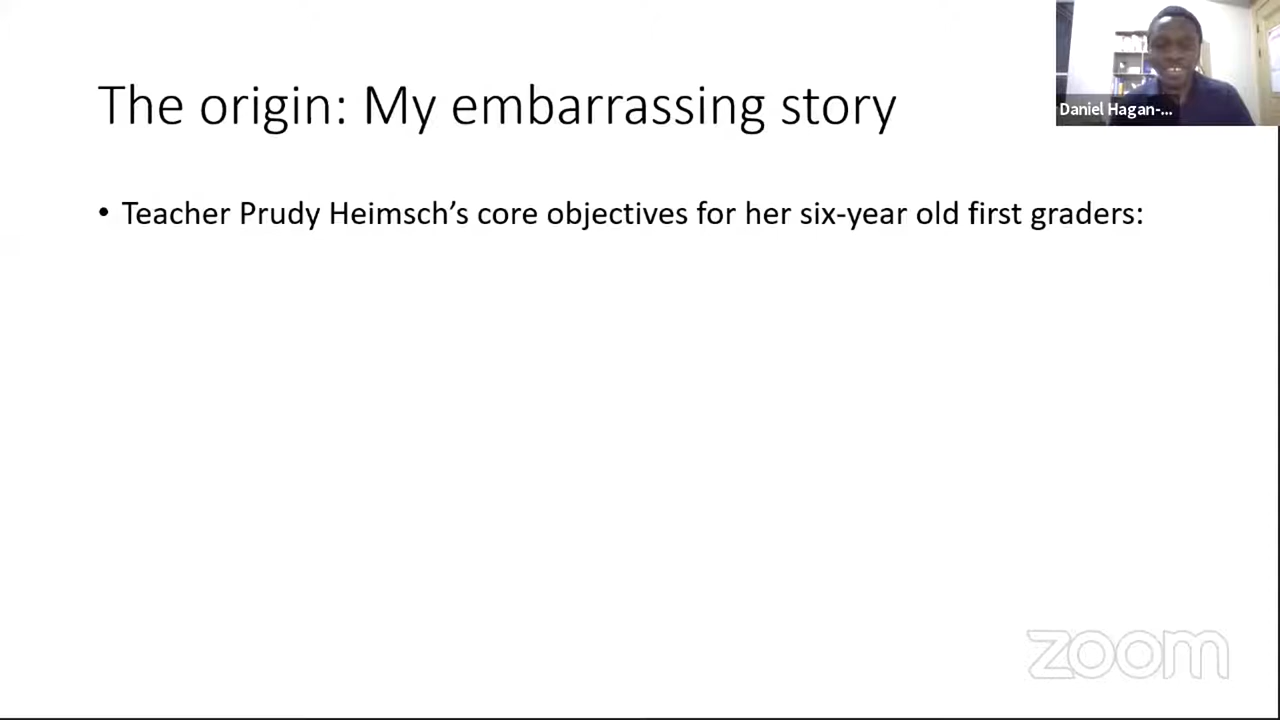 The origin: My embarrassing story
Daniel Hagan-...
• Teacher Prudy Heimsch’s core objectives for her six-year old first graders:
zoom